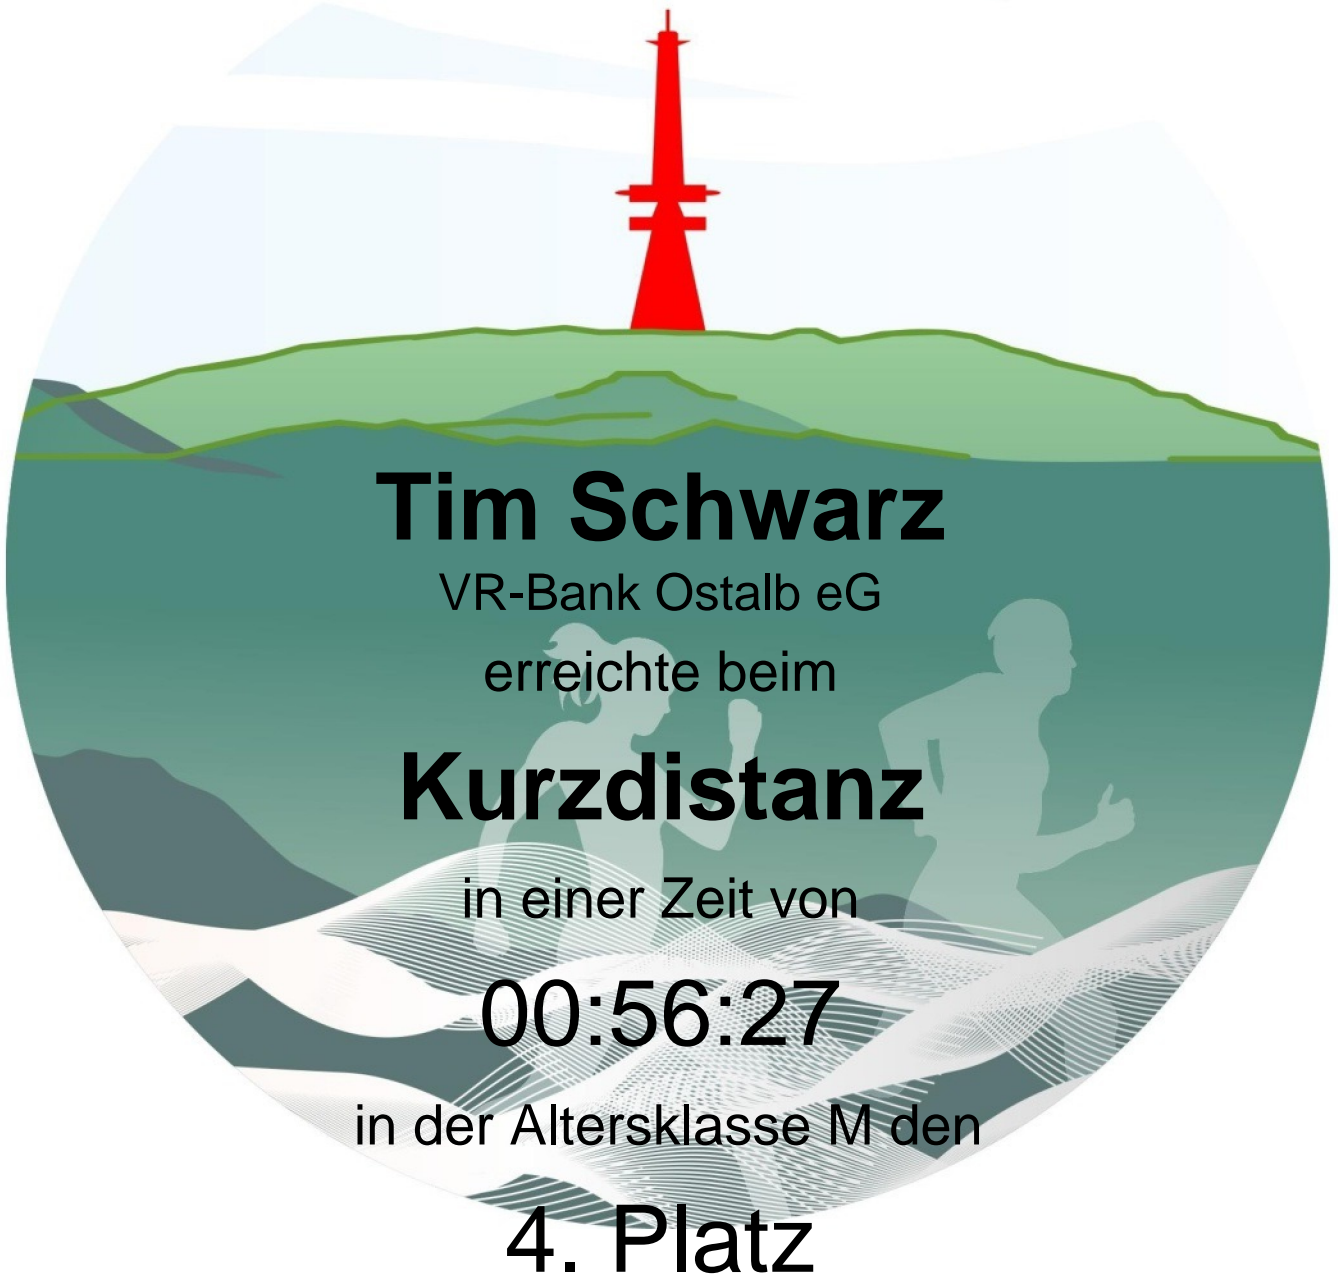 Tim Schwarz
VR-Bank Ostalb eG
erreichte beim
Kurzdistanz
in einer Zeit von
00:56:27
in der Altersklasse M den
4. Platz